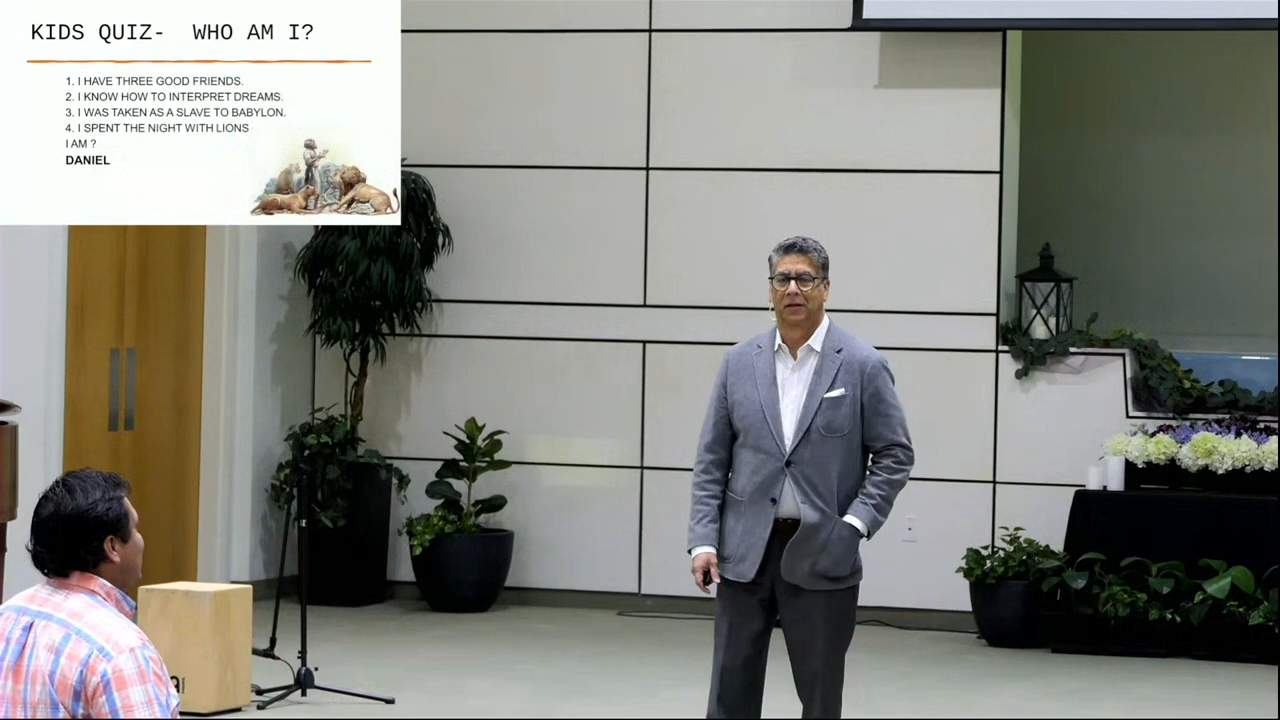 KIDS QUIZ- WHO AM I?
1. I HAVE THREE GOOD FRIENDS.
2. I KNOW HOW TO INTERPRET DREAMS.
3. I WAS TAKEN AS A SLAVE TO BABYLON.
4. I SPENT THE NIGHT WITH LIONS
I AM ?
DANIEL